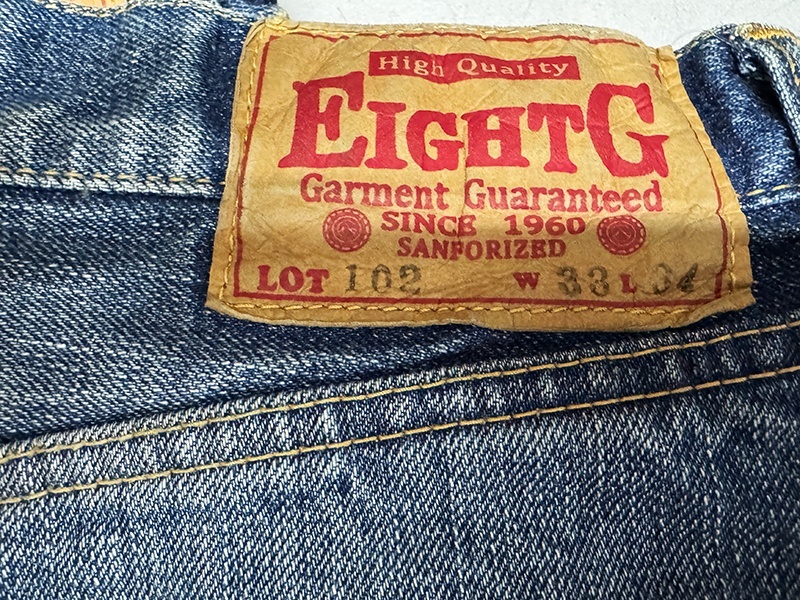 High Quality
EIGHTG
Garment Guaranteed
SINCE 1960
SANFORIZED
LOT 102 W 33 L 34